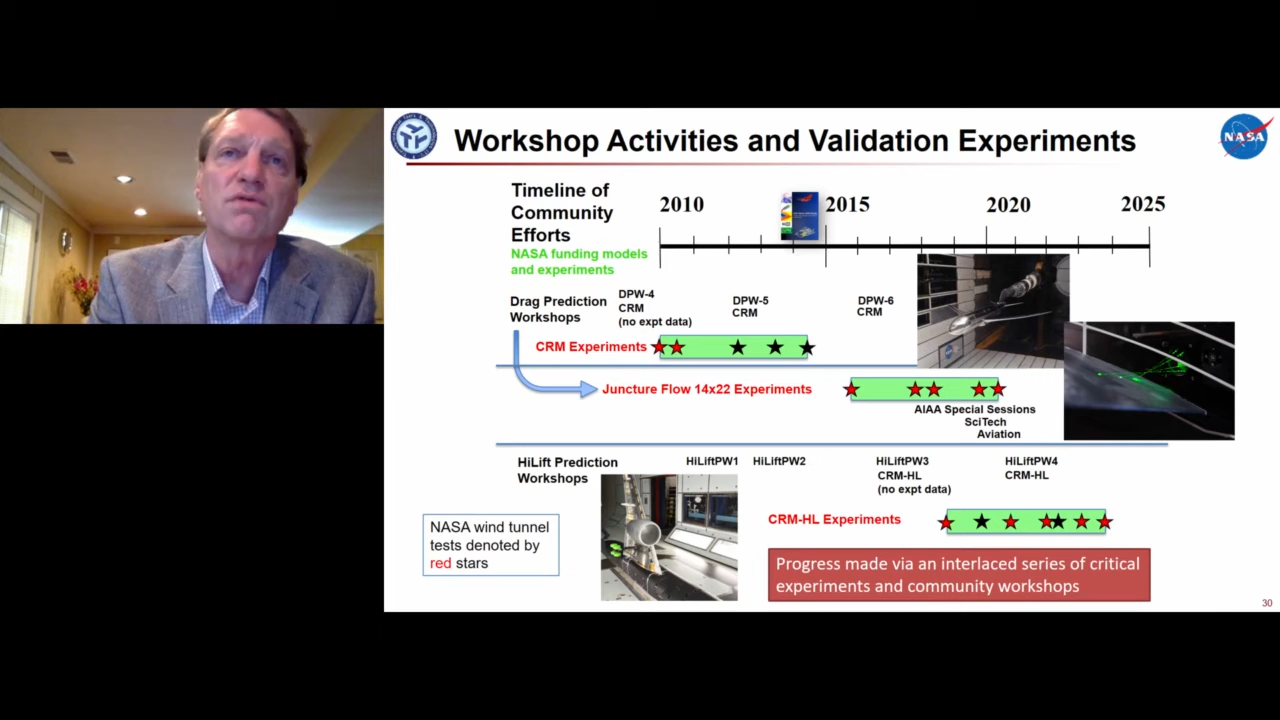 Workshop Activities and Validation Experiments
NASA
Timeline of
Community
Efforts
2010
2015
2020
2025
NASA funding models
and experiments
Drag Prediction
Workshops
DPW-4
CRM
(no expt data)
DPW-5
CRM
DPW-6
CRM
CRM Experiments
Juncture Flow 14x22 Experiments
AIAA Special Sessions
SciTech
Aviation
HiLift Prediction
Workshops
HiLiftPW1
HiLiftPW2
HiLiftPW3
CRM-HL
(no expt data)
HiLiftPW4
CRM-HL
CRM-HL Experiments
NASA wind tunnel
tests denoted by
red stars
Progress made via an interlaced series of critical
experiments and community workshops
30